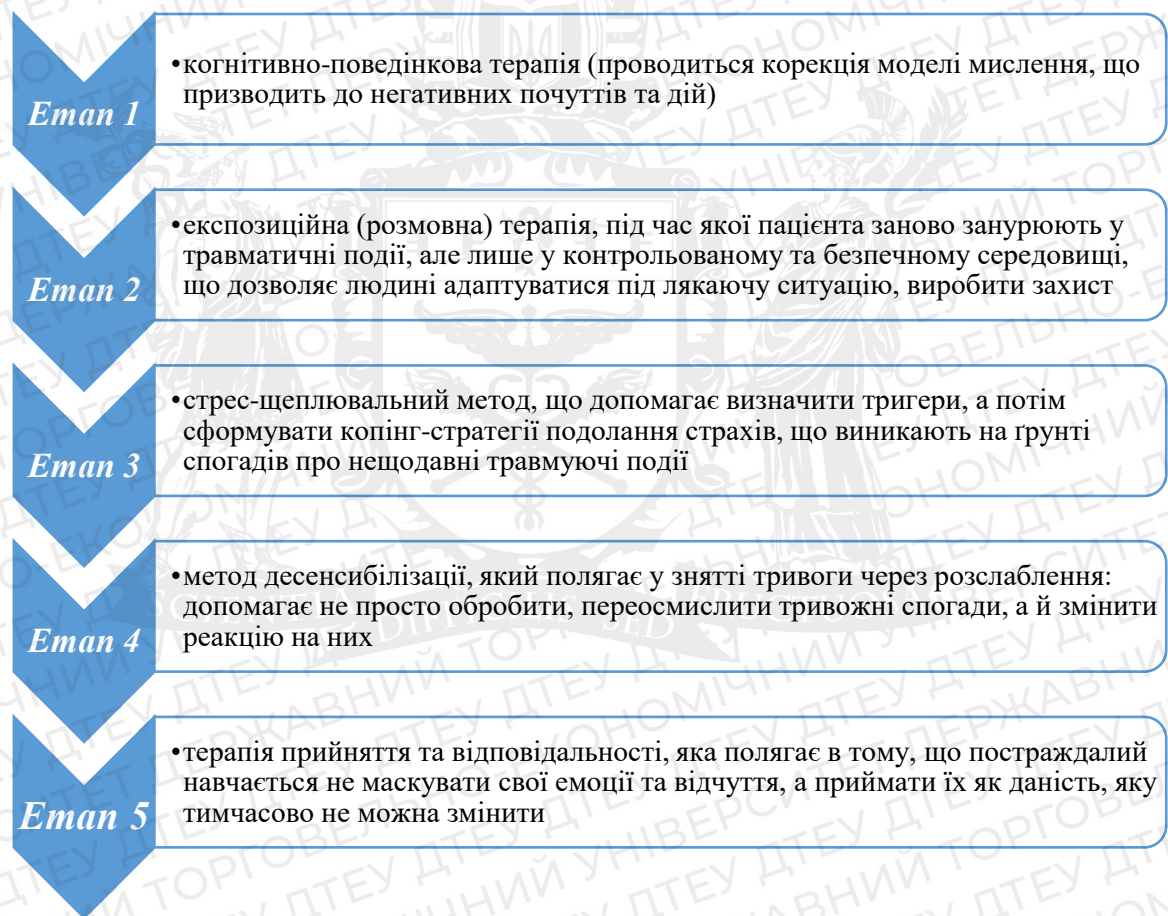 Етап 1
•когнітивно-поведінкова терапія (проводиться корекція моделі мислення, що
призводить до негативних почуттів та дій)
Етап 2
•експозиційна (розмовна) терапія, під час якої пацієнта заново занурюють у
травматичні події, але лише у контрольованому та безпечному середовищі,
що дозволяє людині адаптуватися під лякаючу ситуацію, виробити захист
Етап 3
•стрес-щеплювальний метод, що допомагає визначити тригери, а потім
сформувати копінг-стратегії подолання страхів, що виникають на ґрунті
спогадів про нещодавні травмуючі події
Етап 4
•метод десенсибілізації, який полягає у знятті тривоги через розслаблення:
допомагає не просто обробити, переосмислити тривожні спогади, а й змінити
реакцію на них
Етап 5
•терапія прийняття та відповідальності, яка полягає в тому, що постраждалий
навчається не маскувати свої емоції та відчуття, а приймати їх як даність, яку
тимчасово не можна змінити